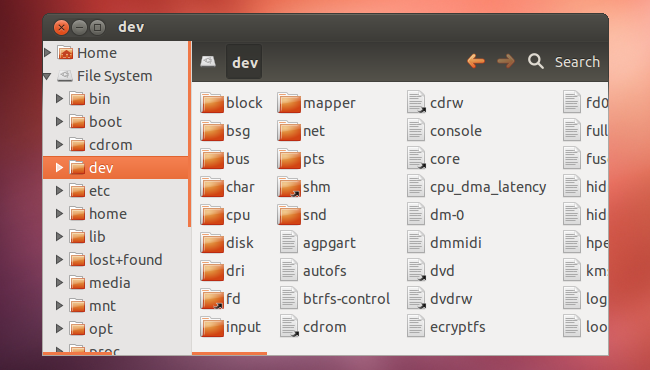 dev
Home
File System
bin
boot
cdrom
dev
etc
home
lib
lost+found
media
mnt
opt
proc
dev
Search
block
bsg
bus
char
cpu
disk
dri
fd
input
mapper
net
pts
shm
snd
agpgart
autofs
btrfs-control
cdrom
cdrw
console
core
cpu_dma_latency
dm-0
dmmidi
dvd
dvdrw
ecryptfs
fd0
full
fuse
hid
hid
hpe
km
log
loo